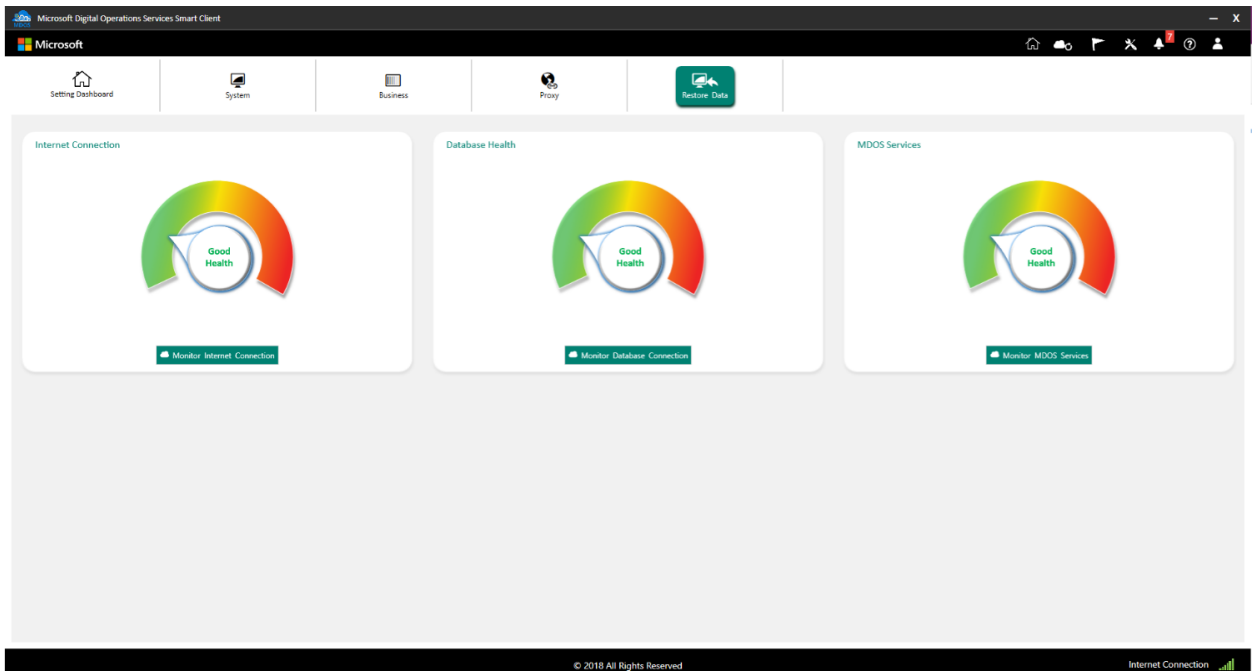 Microsoft Digital Operations Services Smart Client
X
Microsoft
7
Setting Dashboard
System
Business
Proxy
Restore Data
Internet Connection
Database Health
MDOS Services
Good
Health
Good
Health
Good
Health
Monitor Internet Connection
Monitor Database Connection
Monitor MDOS Services
© 2018 All Rights Reserved
Internet Connection